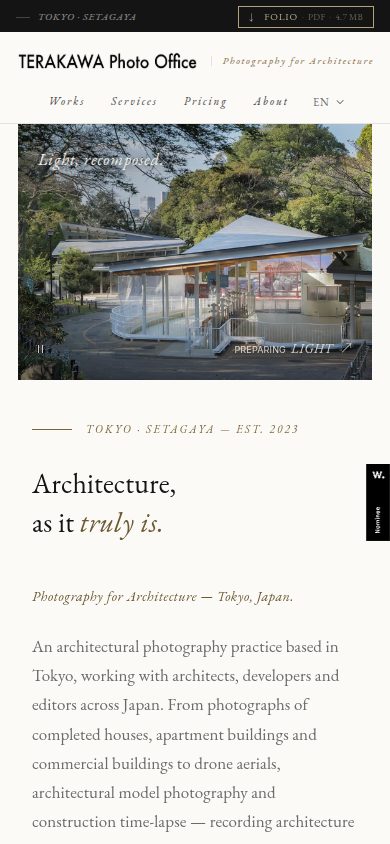 TOKYO · SETAGAYA
↓ FOLIO · PDF · 4.7 MB
TERAKAWA Photo Office
Photography for Architecture
Works Services Pricing About EN
Light, recomposed.
PREPARING LIGHT ↗
TOKYO · SETAGAYA — EST. 2023
Architecture,
as it truly is.
W.
Nominee
Photography for Architecture — Tokyo, Japan.
An architectural photography practice based in
Tokyo, working with architects, developers and
editors across Japan. From photographs of
completed houses, apartment buildings and
commercial buildings to drone aerials,
architectural model photography and
construction time-lapse — recording architecture